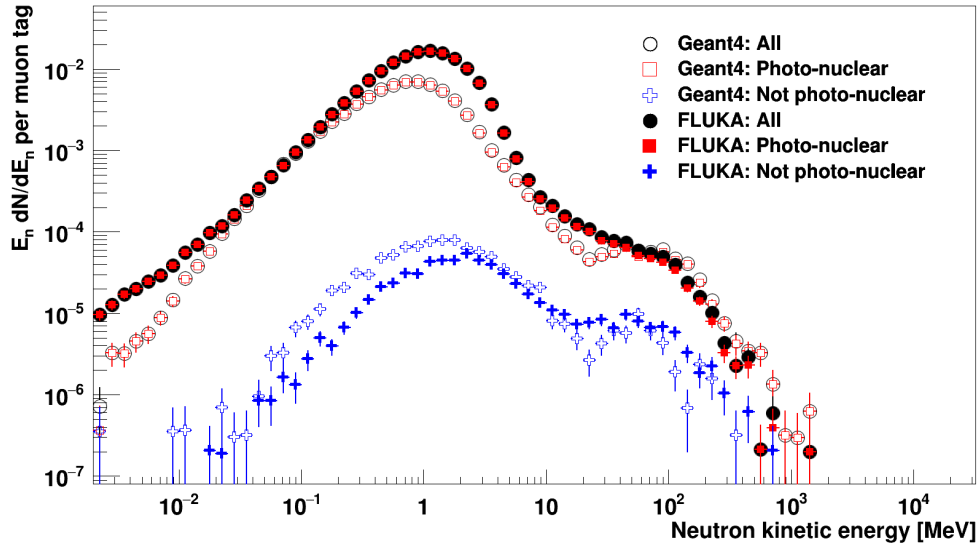 E_n dN/dE_n per muon tag
10⁻²
10⁻³
10⁻⁴
10⁻⁵
10⁻⁶
10⁻⁷
Geant4: All
Geant4: Photo-nuclear
Geant4: Not photo-nuclear
FLUKA: All
FLUKA: Photo-nuclear
FLUKA: Not photo-nuclear
10⁻² 10⁻¹ 1 10 10² 10³ 10⁴
Neutron kinetic energy [MeV]